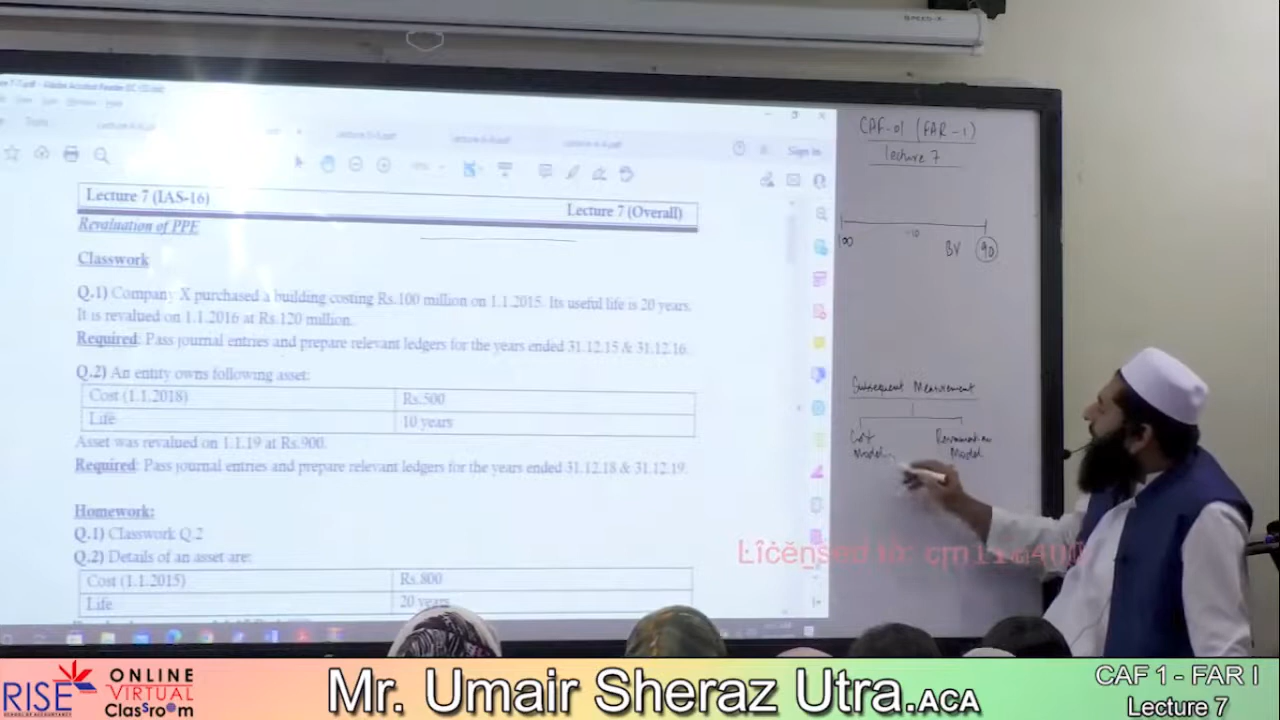 Lecture 7 (IAS-16)
Lecture 7 (Overall)
Revaluation of PPE
Classwork
Q.1) Company X purchased a building costing Rs.100 million on 1.1.2015. Its useful life is 20 years.
It is revalued on 1.1.2016 at Rs.120 million.
Required: Pass journal entries and prepare relevant ledgers for the years ended 31.12.15 & 31.12.16.
Q.2) An entity owns following asset:
Cost (1.1.2018) Rs.500
Life 10 years
Asset was revalued on 1.1.19 at Rs.900.
Required: Pass journal entries and prepare relevant ledgers for the years ended 31.12.18 & 31.12.19.
Homework:
Q.1) Classwork Q.2
Q.2) Details of an asset are:
Cost (1.1.2015) Rs.800
Life 20 years
Sign In
CAF-01 (FAR-1)
lecture 7
100 -10 BV 90
Subsequent Measurement
Cost Model
Revaluation Model
RISE
ONLINE
VIRTUAL
ClassroOm
Mr. Umair Sheraz Utra.ACA
CAF 1 - FAR I
Lecture 7